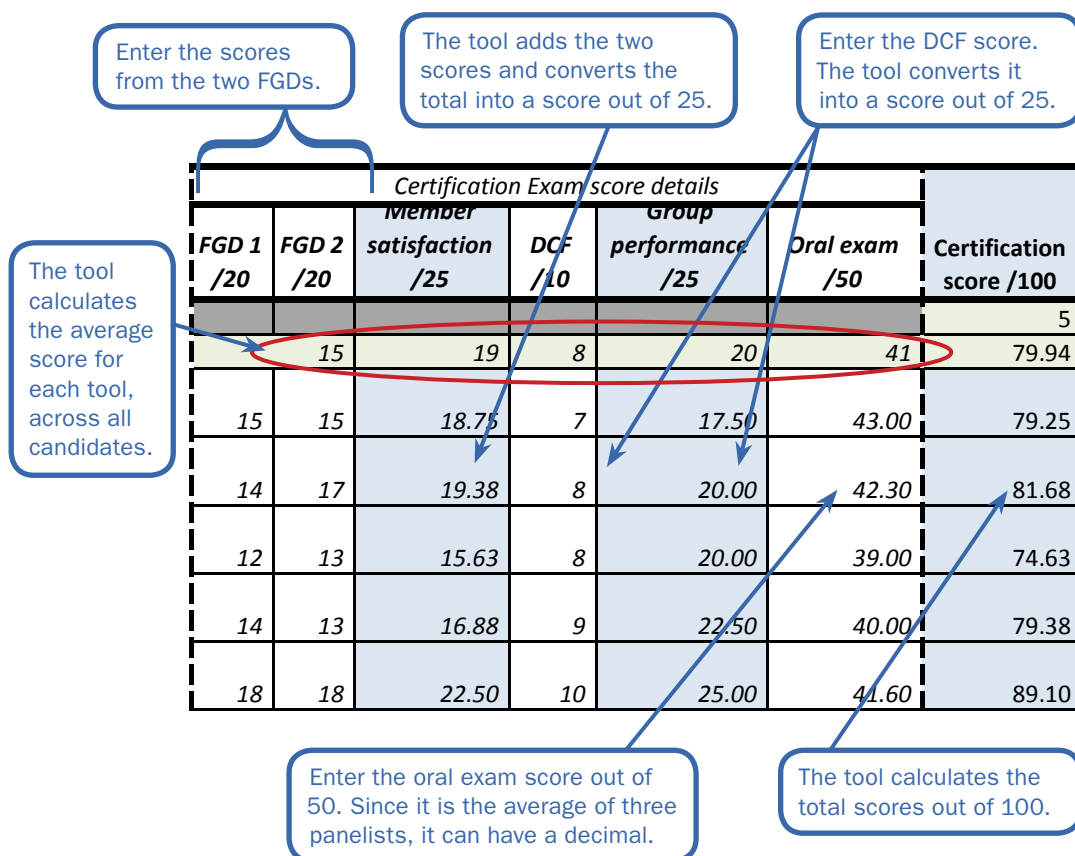 Enter the scores
from the two FGDs.
The tool adds the two
scores and converts the
total into a score out of 25.
Enter the DCF score.
The tool converts it
into a score out of 25.
The tool
calculates
the average
score for
each tool,
across all
candidates.
Certification Exam score details
FGD 1 /20
FGD 2 /20
Member satisfaction /25
DCF /10
Group performance /25
Oral exam /50
Certification score /100
5
15 19 8 20 41 79.94
15 15 18.75 7 17.50 43.00 79.25
14 17 19.38 8 20.00 42.30 81.68
12 13 15.63 8 20.00 39.00 74.63
14 13 16.88 9 22.50 40.00 79.38
18 18 22.50 10 25.00 41.60 89.10
Enter the oral exam score out of
50. Since it is the average of three
panelists, it can have a decimal.
The tool calculates the
total scores out of 100.